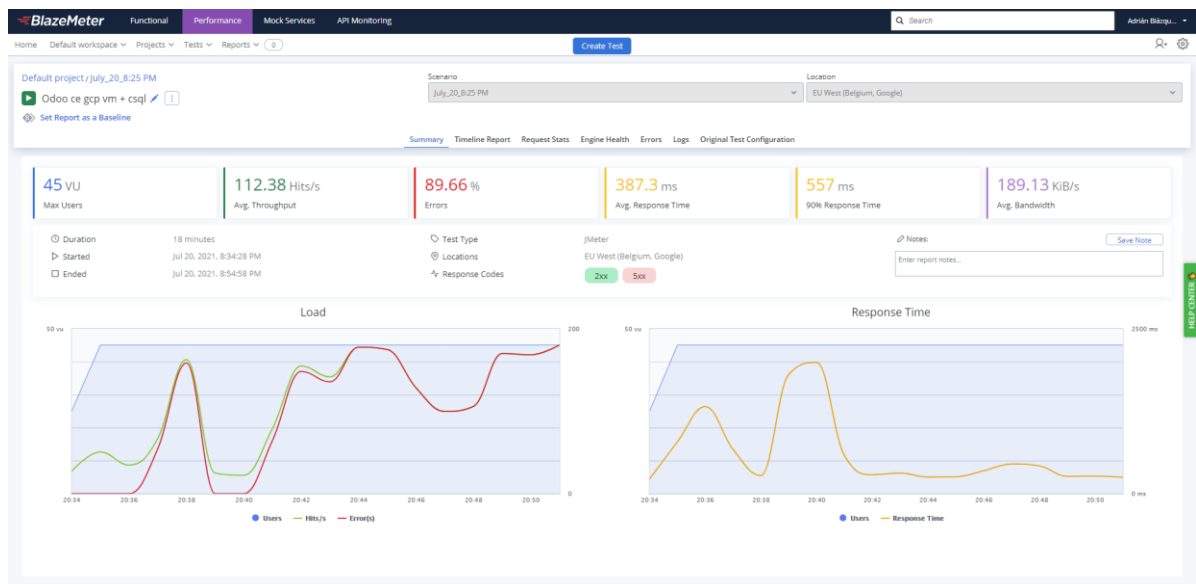 BlazeMeter Functional Performance Mock Services API Monitoring Search Adrián Blázqu...
Home Default workspace Projects Tests Reports 0 Create Test
Default project / July_20_8:25 PM
Odoo ce gcp vm + csql
Set Report as a Baseline
Scenario
July_20_8:25 PM
Location
EU West (Belgium, Google)
Summary Timeline Report Request Stats Engine Health Errors Logs Original Test Configuration
45 VU
Max Users
112.38 Hits/s
Avg. Throughput
89.66 %
Errors
387.3 ms
Avg. Response Time
557 ms
90% Response Time
189.13 KiB/s
Avg. Bandwidth
Duration 18 minutes
Started Jul 20, 2021, 8:34:28 PM
Ended Jul 20, 2021, 8:54:58 PM
Test Type JMeter
Locations EU West (Belgium, Google)
Response Codes 2xx 5xx
Notes: Save Note
Enter report notes...
HELP CENTER
Load
50 VU 200
0
20:34 20:36 20:38 20:40 20:42 20:44 20:46 20:48 20:50
Users Hits/s Error(s)
Response Time
50 VU 2500 ms
0 ms
20:34 20:36 20:38 20:40 20:42 20:44 20:46 20:48 20:50
Users Response Time